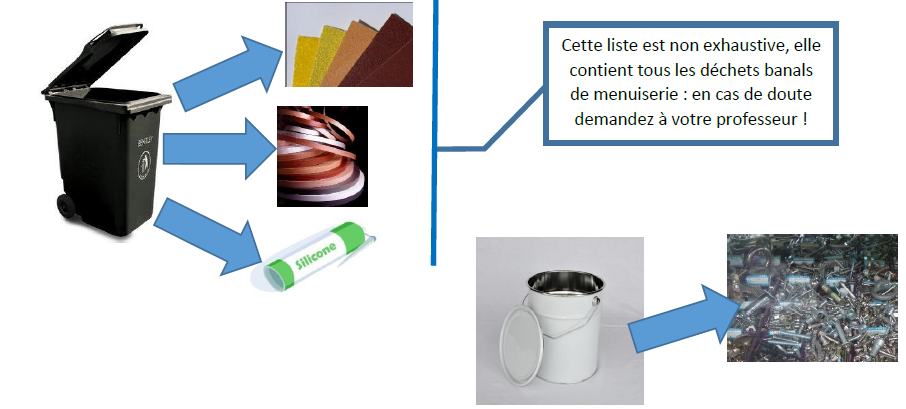 Cette liste est non exhaustive, elle
contient tous les déchets banals
de menuiserie : en cas de doute
demandez à votre professeur !
Silicone